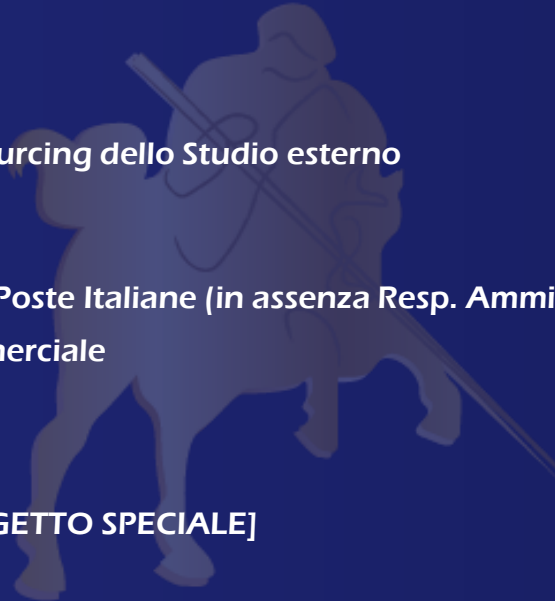 urcing dello Studio esterno
Poste Italiane (in assenza Resp. Ammi
erciale
GETTO SPECIALE]